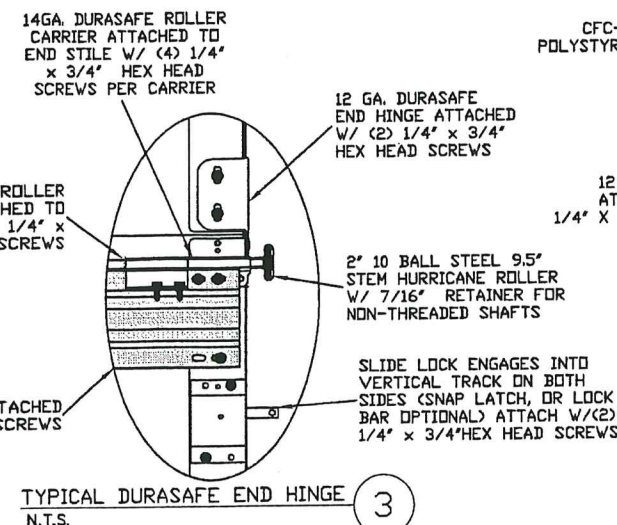 14GA. DURASAFE ROLLER
CARRIER ATTACHED TO
END STILE W/ (4) 1/4"
x 3/4" HEX HEAD
SCREWS PER CARRIER
CFC-
POLYSTYR
12 GA. DURASAFE
END HINGE ATTACHED
W/ (2) 1/4" x 3/4"
HEX HEAD SCREWS
ROLLER
HED TO
1/4" x
SCREWS
12
AT
1/4" X
2" 10 BALL STEEL 9.5"
STEM HURRICANE ROLLER
W/ 7/16" RETAINER FOR
NON-THREADED SHAFTS
SLIDE LOCK ENGAGES INTO
VERTICAL TRACK ON BOTH
SIDES (SNAP LATCH, OR LOCK
BAR OPTIONAL) ATTACH W/(2)
1/4" x 3/4"HEX HEAD SCREWS
TACHED
SCREWS
TYPICAL DURASAFE END HINGE
3
N.T.S.